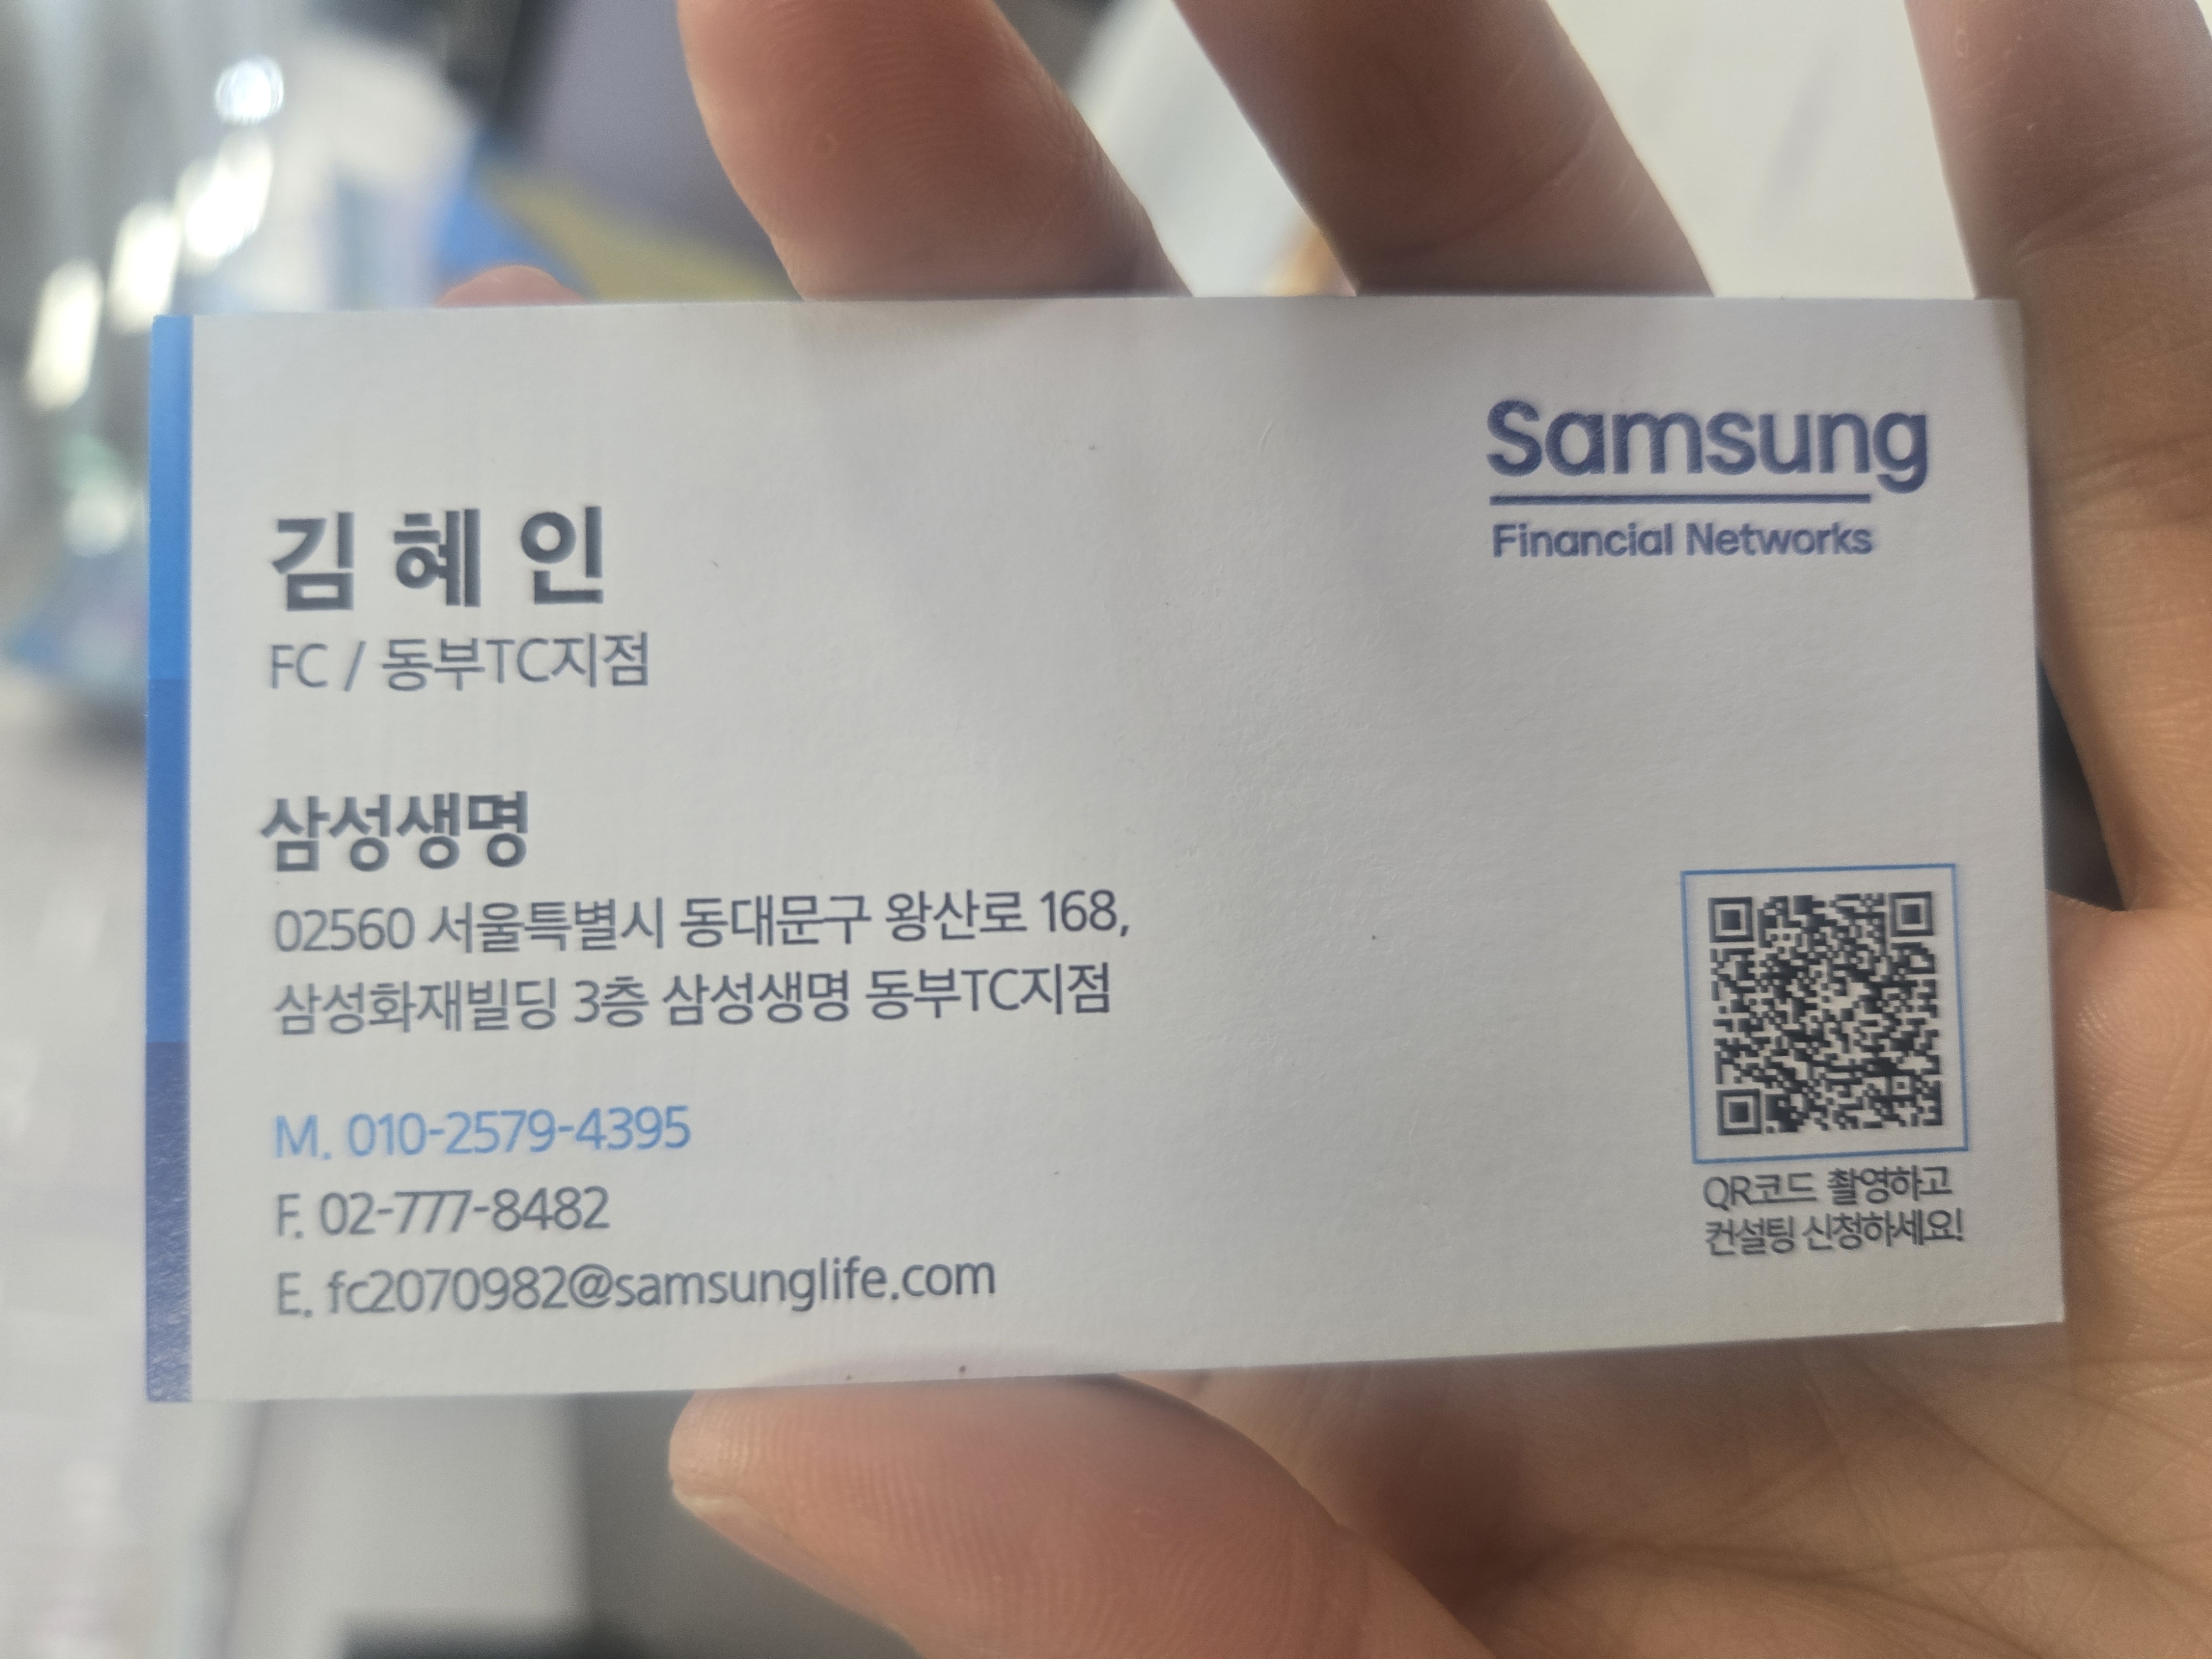 Samsung
Financial Networks
김혜인
FC / 동부TC지점
삼성생명
02560 서울특별시 동대문구 왕산로 168,
삼성화재빌딩 3층 삼성생명 동부TC지점
M. 010-2579-4395
F. 02-777-8482
E. fc2070982@samsunglife.com
QR코드 촬영하고
컨설팅 신청하세요!